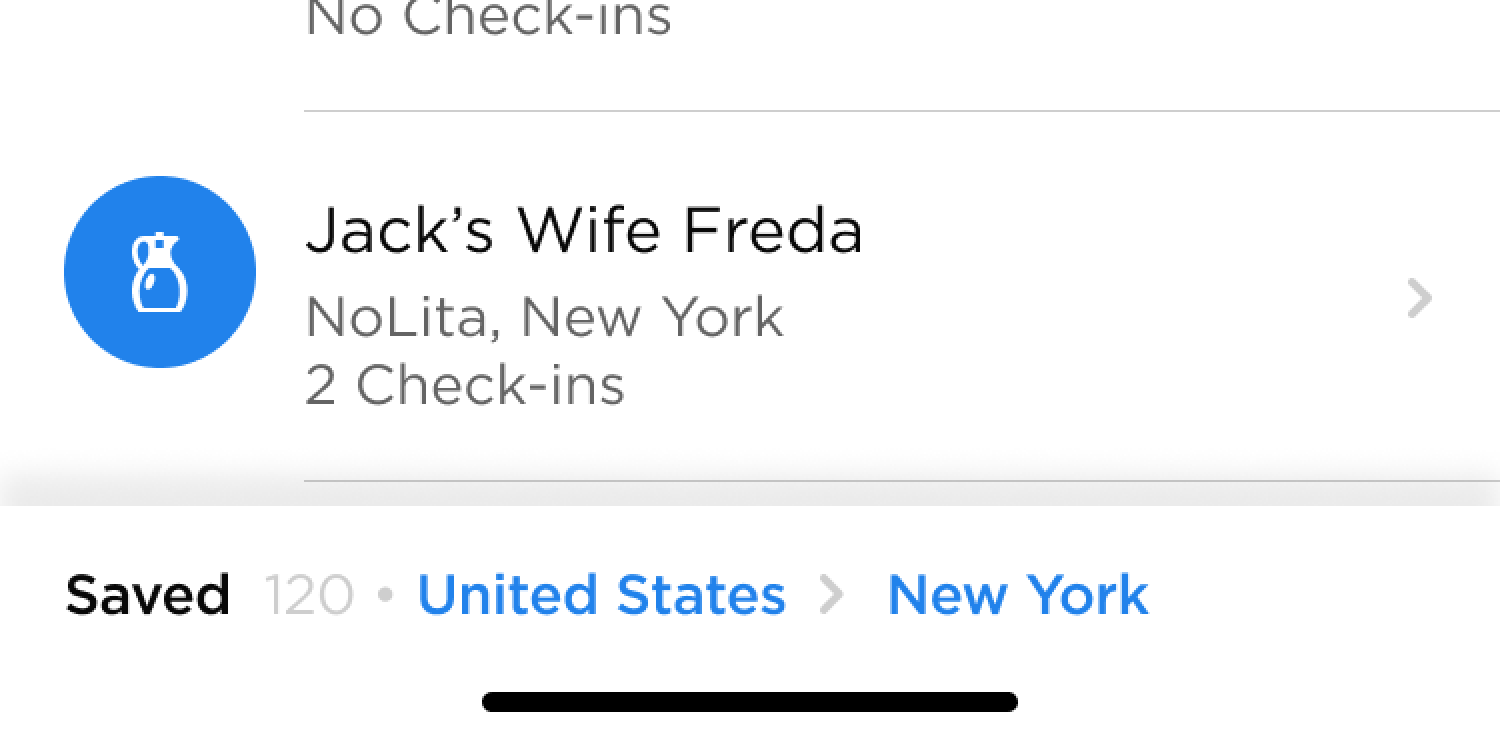 No Check-ins
Jack’s Wife Freda
NoLita, New York
2 Check-ins
Saved 120 • United States > New York